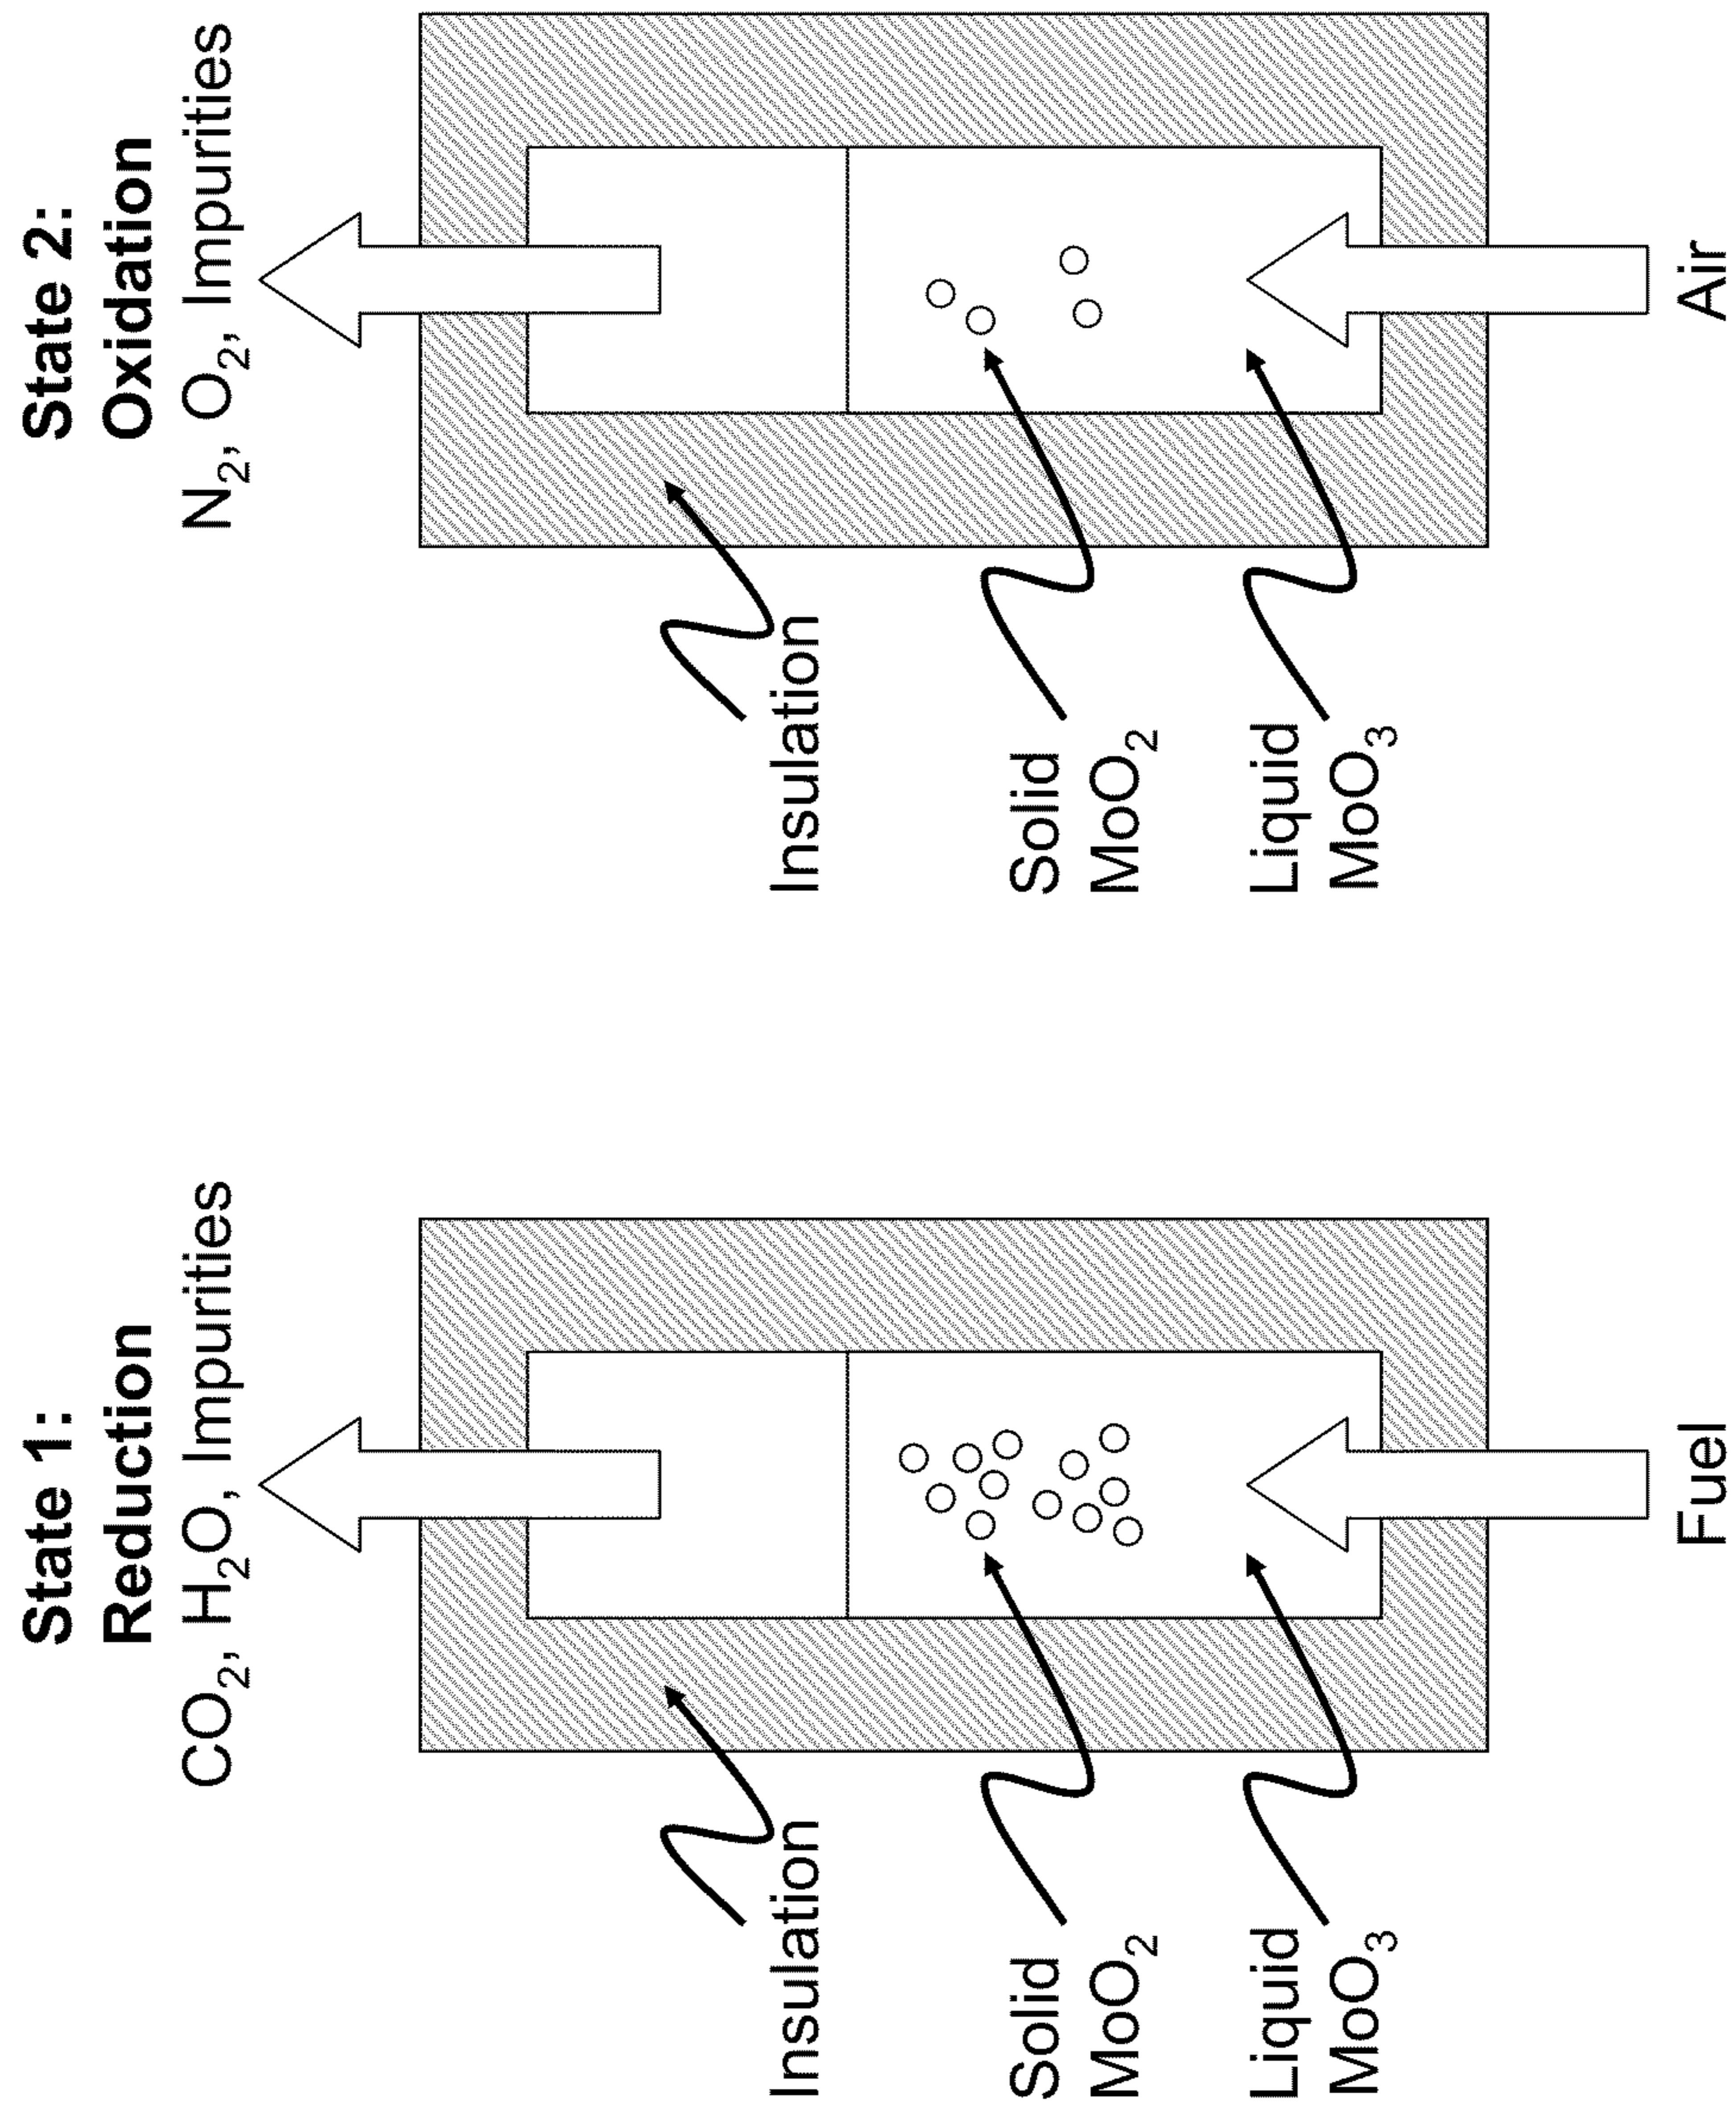 State 1:
Reduction
CO₂, H₂O, Impurities
Insulation
Solid
MoO₂
Liquid
MoO₃
Fuel
State 2:
Oxidation
N₂, O₂, Impurities
Insulation
Solid
MoO₂
Liquid
MoO₃
Air